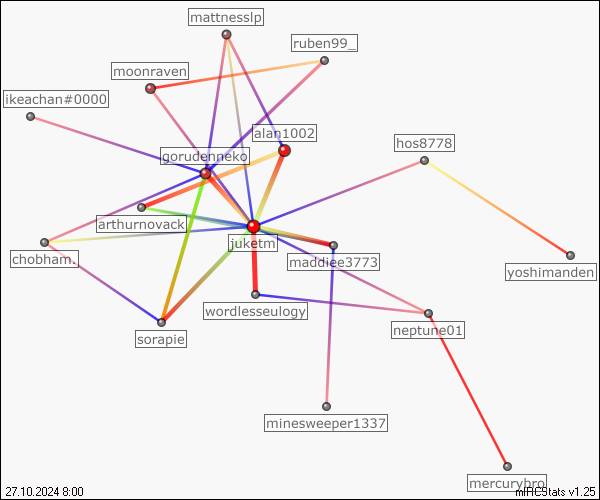 mattnesslp
ruben99_
moonraven
ikeachan#0000
alan1002
hos8778
gorudenneko
arthurnovack
juketm
chobham.
maddiee3773
yoshimanden
wordlesseulogy
neptune01
sorapie
minesweeper1337
mercurybro
27.10.2024 8:00
mIRCStats v1.25